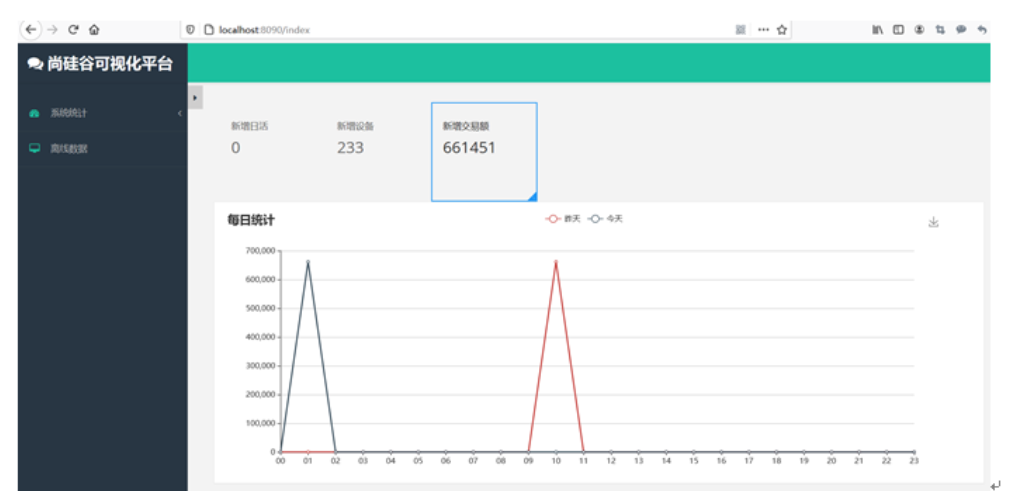 localhost:8090/index
尚硅谷可视化平台
系统统计
离线数据
新增日活
0
新增设备
233
新增交易额
661451
每日统计
昨天 今天
700,000
600,000
500,000
400,000
300,000
200,000
100,000
0
00 01 02 03 04 05 06 07 08 09 10 11 12 13 14 15 16 17 18 19 20 21 22 23